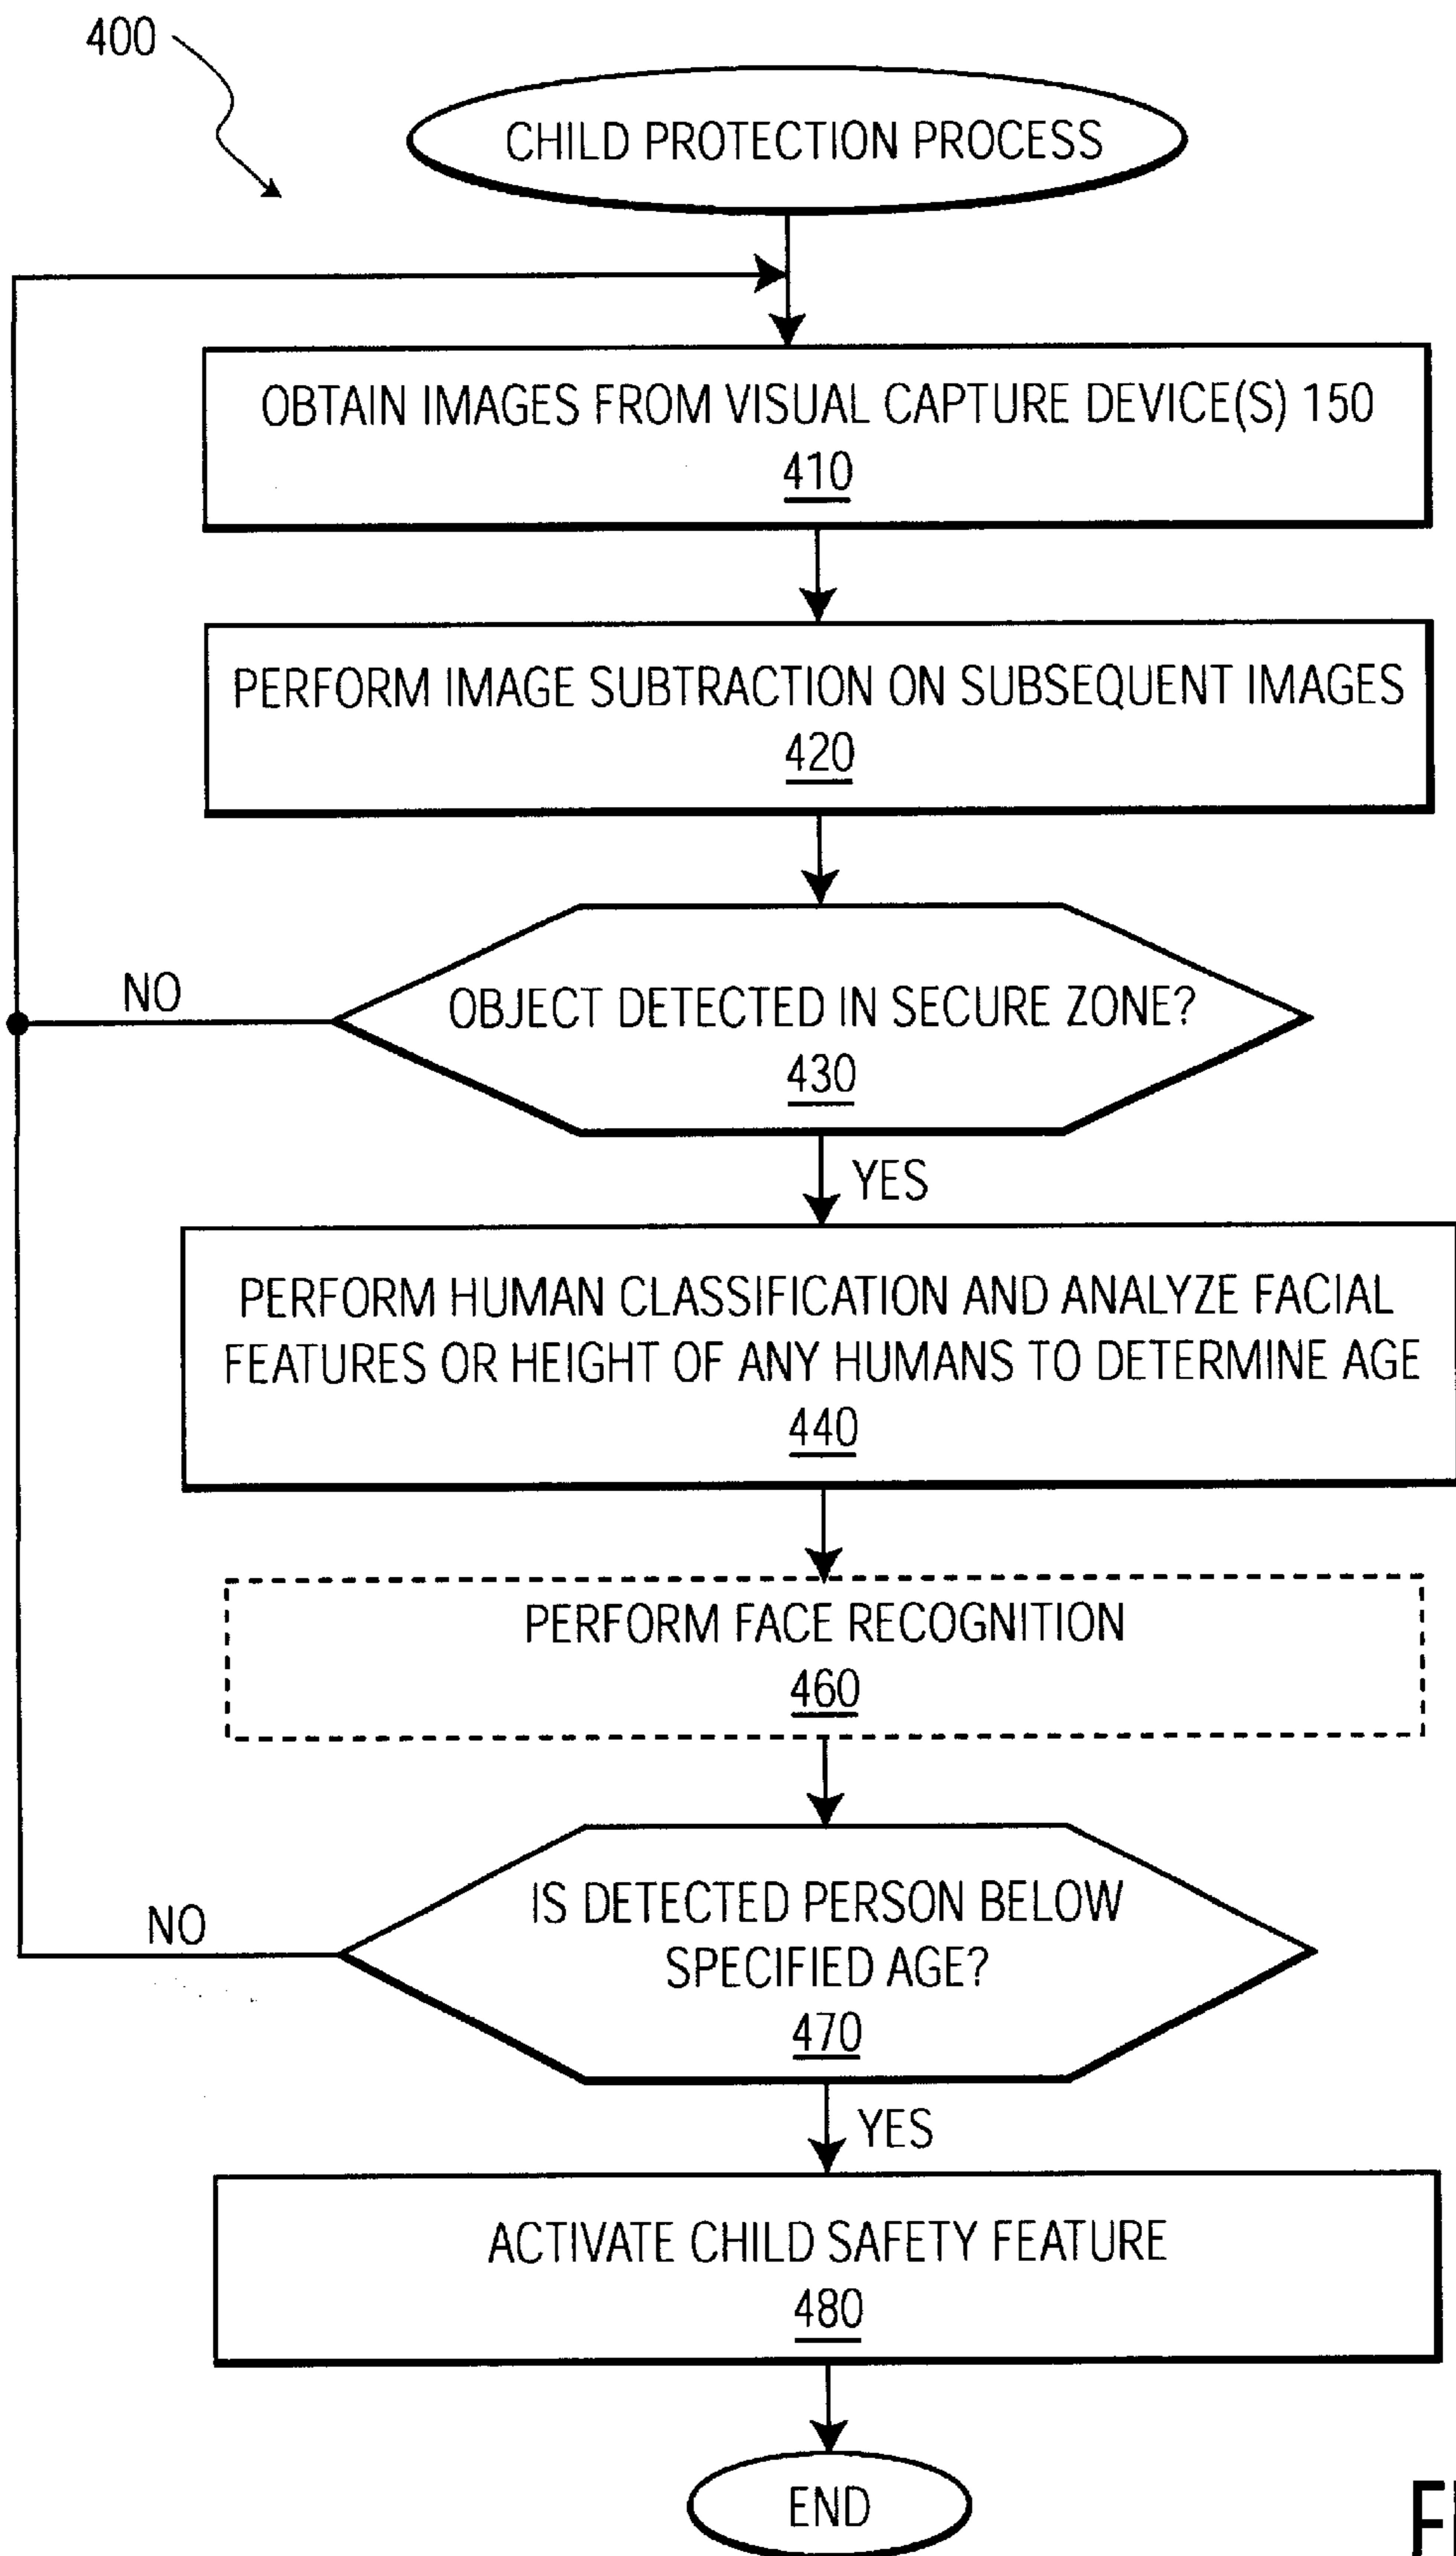 400
CHILD PROTECTION PROCESS
OBTAIN IMAGES FROM VISUAL CAPTURE DEVICE(S) 150
410
PERFORM IMAGE SUBTRACTION ON SUBSEQUENT IMAGES
420
OBJECT DETECTED IN SECURE ZONE?
430
NO
YES
PERFORM HUMAN CLASSIFICATION AND ANALYZE FACIAL
FEATURES OR HEIGHT OF ANY HUMANS TO DETERMINE AGE
440
PERFORM FACE RECOGNITION
460
IS DETECTED PERSON BELOW
SPECIFIED AGE?
470
NO
YES
ACTIVATE CHILD SAFETY FEATURE
480
END